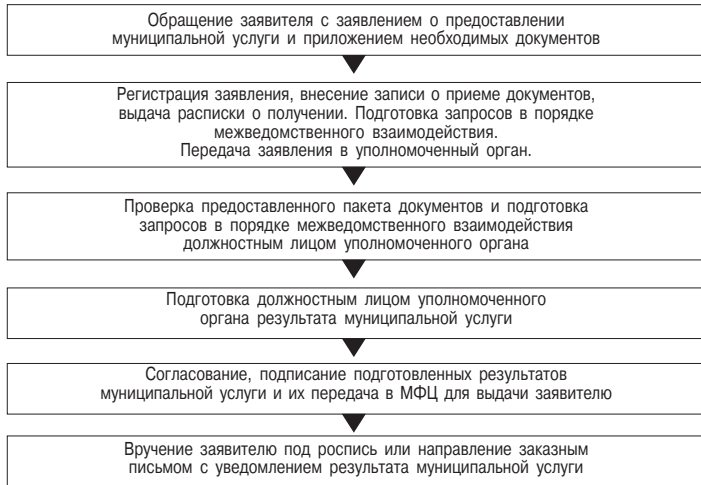 Обращение заявителя с заявлением о предоставлении
муниципальной услуги и приложением необходимых документов
Регистрация заявления, внесение записи о приеме документов,
выдача расписки о получении. Подготовка запросов в порядке
межведомственного взаимодействия.
Передача заявления в уполномоченный орган.
Проверка предоставленного пакета документов и подготовка
запросов в порядке межведомственного взаимодействия
должностным лицом уполномоченного органа
Подготовка должностным лицом уполномоченного
органа результата муниципальной услуги
Согласование, подписание подготовленных результатов
муниципальной услуги и их передача в МФЦ для выдачи заявителю
Вручение заявителю под роспись или направление заказным
письмом с уведомлением результата муниципальной услуги